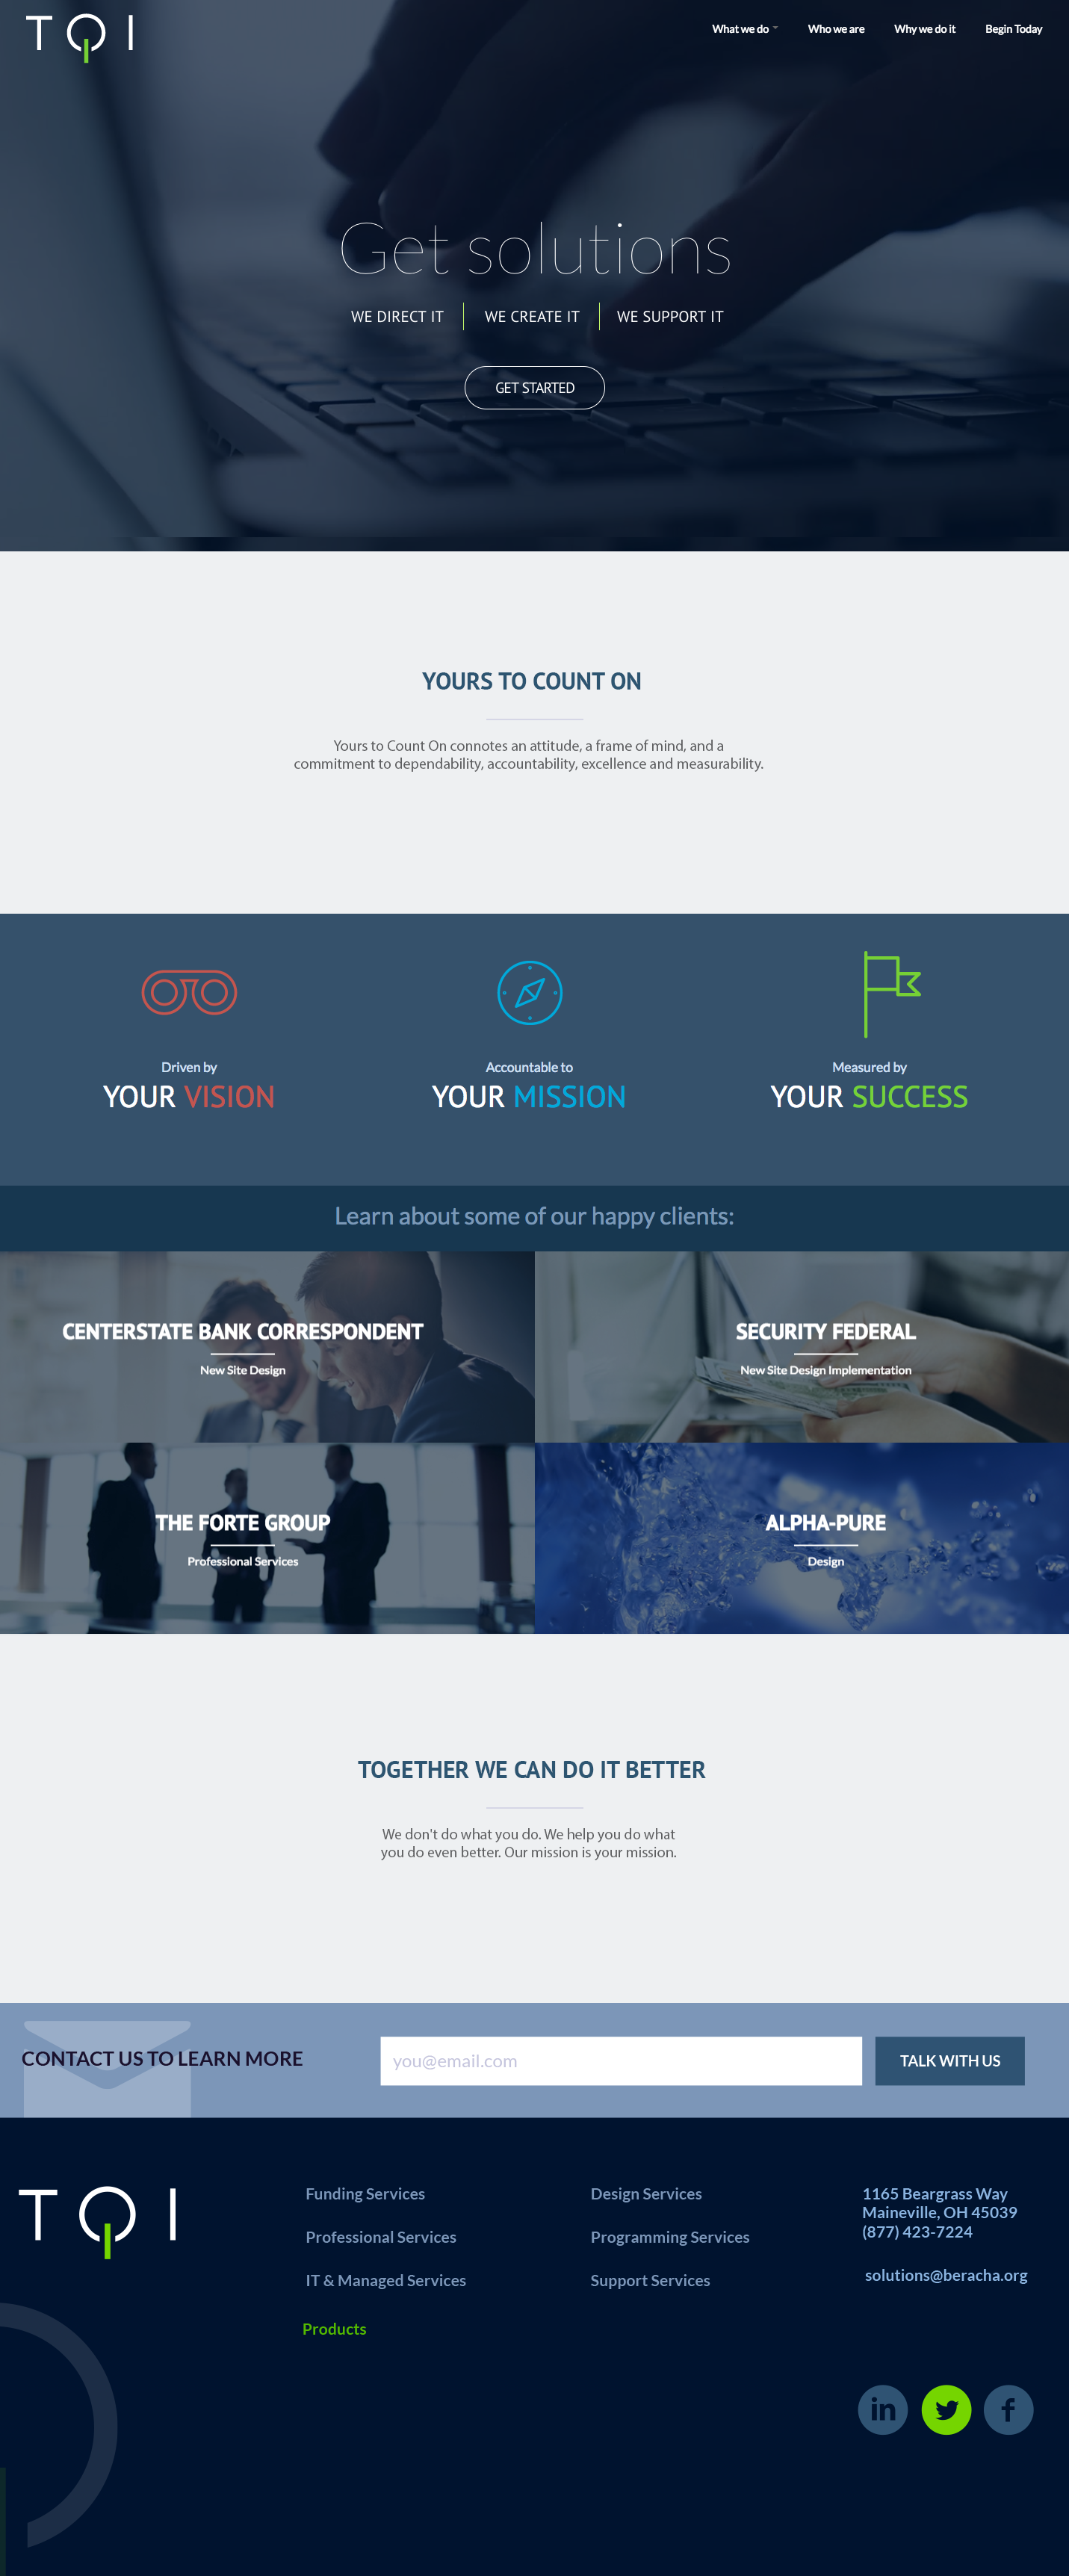 TQI
What we do
Who we are
Why we do it
Begin Today
Get solutions
WE DIRECT IT
WE CREATE IT
WE SUPPORT IT
GET STARTED
YOURS TO COUNT ON
Yours to Count On connotes an attitude, a frame of mind, and a
commitment to dependability, accountability, excellence and measurability.
Driven by
YOUR VISION
Accountable to
YOUR MISSION
Measured by
YOUR SUCCESS
Learn about some of our happy clients:
CENTERSTATE BANK CORRESPONDENT
New Site Design
SECURITY FEDERAL
New Site Design Implementation
THE FORTE GROUP
Professional Services
ALPHA-PURE
Design
TOGETHER WE CAN DO IT BETTER
We don't do what you do. We help you do what
you do even better. Our mission is your mission.
CONTACT US TO LEARN MORE
you@email.com
TALK WITH US
TQI
Funding Services
Professional Services
IT & Managed Services
Products
Design Services
Programming Services
Support Services
1165 Beargrass Way
Maineville, OH 45039
(877) 423-7224
solutions@beracha.org
in
f